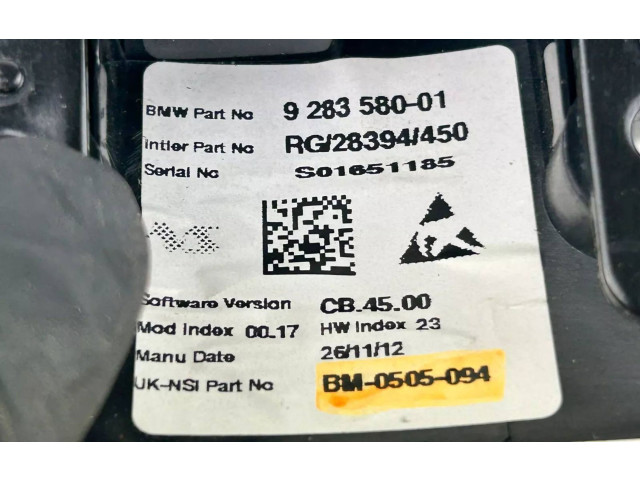 BMW Part No 9 283 580-01
Intier Part No RG/28394/450
Serial No S01651185
NS
Software Version CB.45.00
Mod Index 00.17 HW Index 23
Manu Date 26/11/12
UK-NSI Part No BM-0505-094